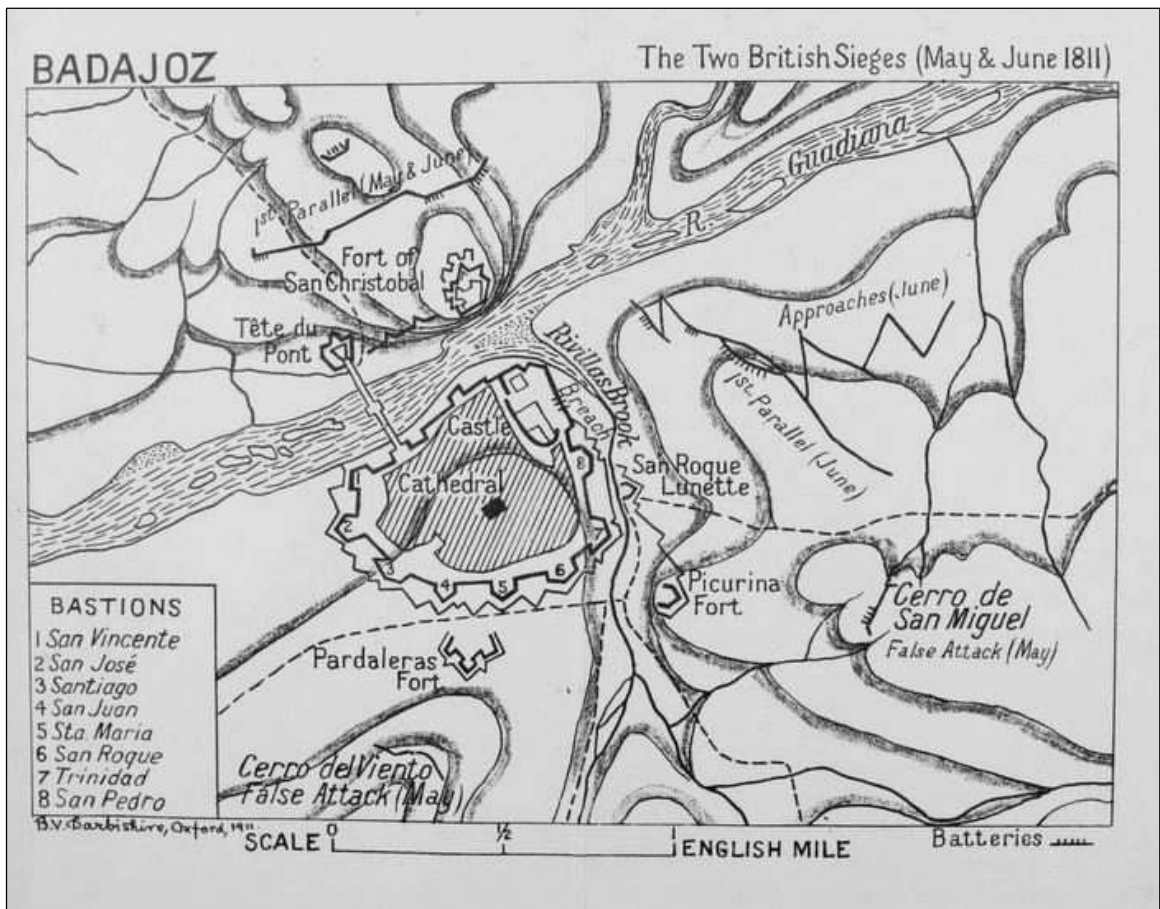 BADAJOZ
The Two British Sieges (May & June 1811)
R. Guadiana
1st. Parallel (May & June)
Fort of
San Christobal
Tête du
Pont
Approaches (June)
Rivillas Brook
1st. Parallel (June)
Breach
Castle
Cathedral
San Roque
Lunette
8
7
2
3
4
5
6
Picurina
Fort
Cerro de
San Miguel
False Attack (May)
Pardaleras
Fort
Cerro del Viento
False Attack (May)
BASTIONS
1 San Vincente
2 San José
3 Santiago
4 San Juan
5 Sta. Maria
6 San Roque
7 Trinidad
8 San Pedro
B.V. Barbishire, Oxford, 1911.
SCALE 0 ½ 1 ENGLISH MILE
Batteries